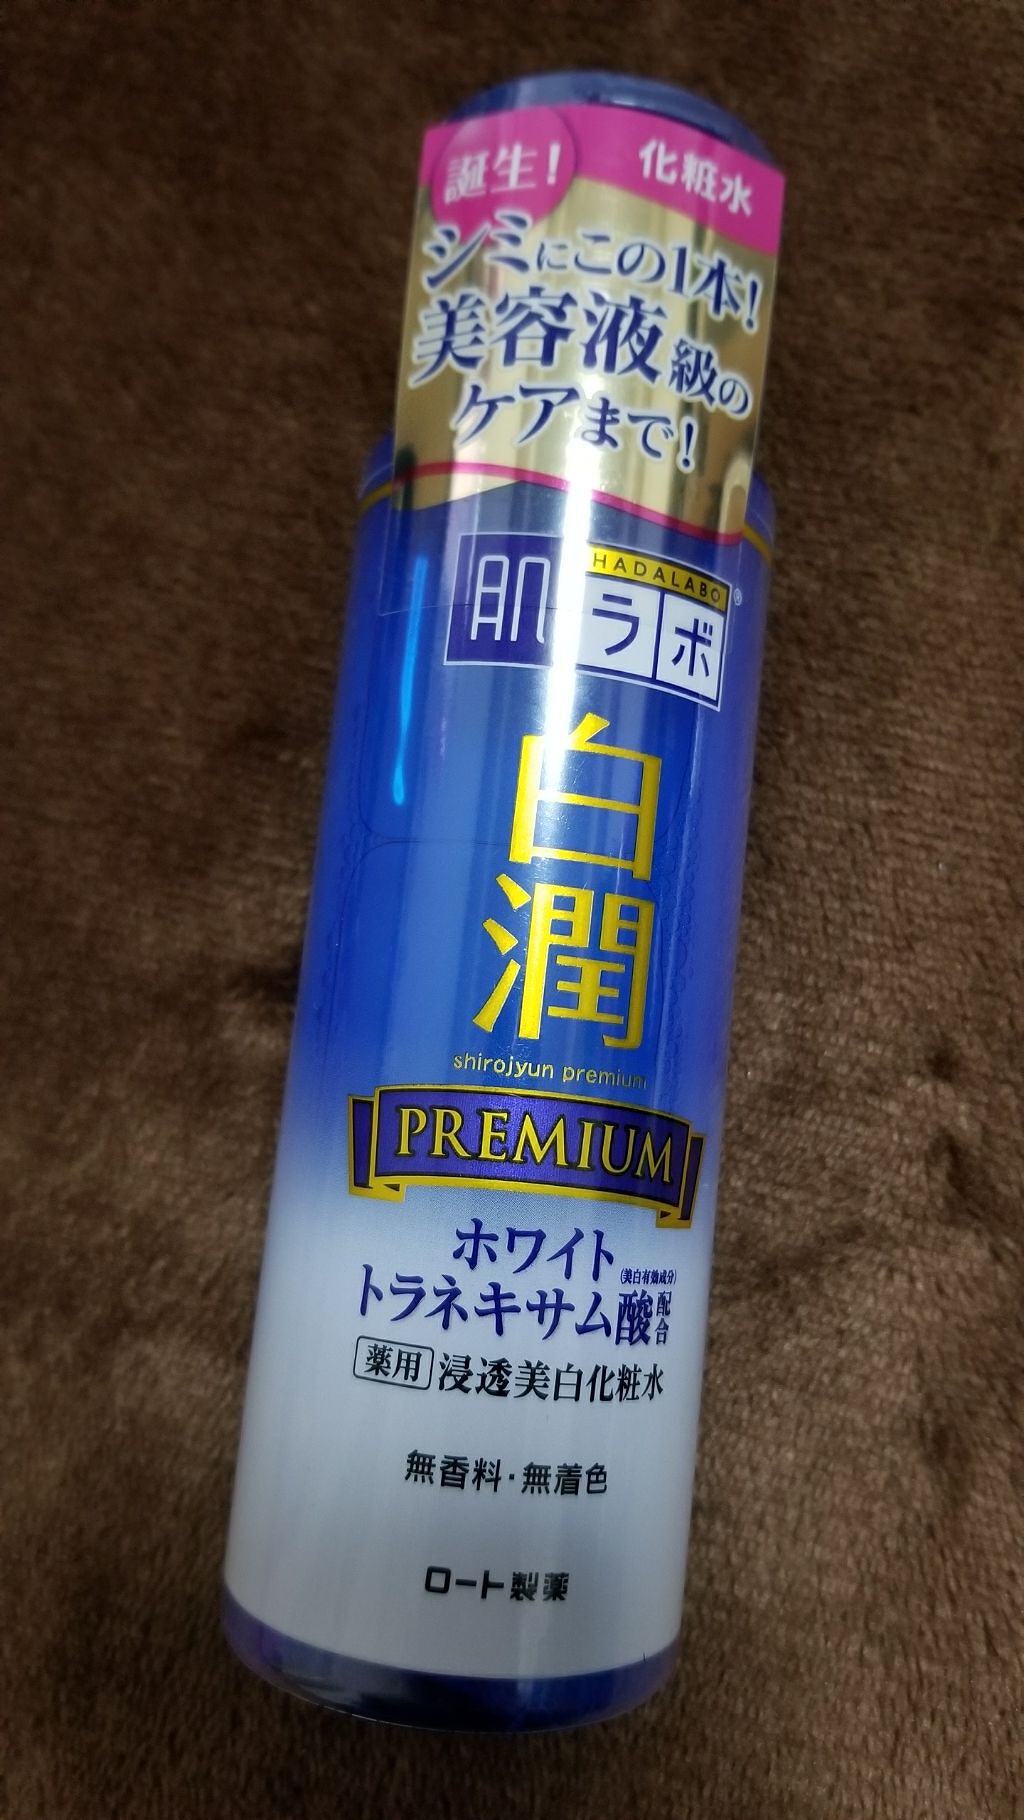 誕生!
化粧水
シミにこの1本!
美容液級の
ケアまで!
HADALABO
肌ラボ®
白潤
shirojyun premium
PREMIUM
ホワイト
トラネキサム酸(美白有効成分)配合
薬用 浸透美白化粧水
無香料・無着色
ロート製薬